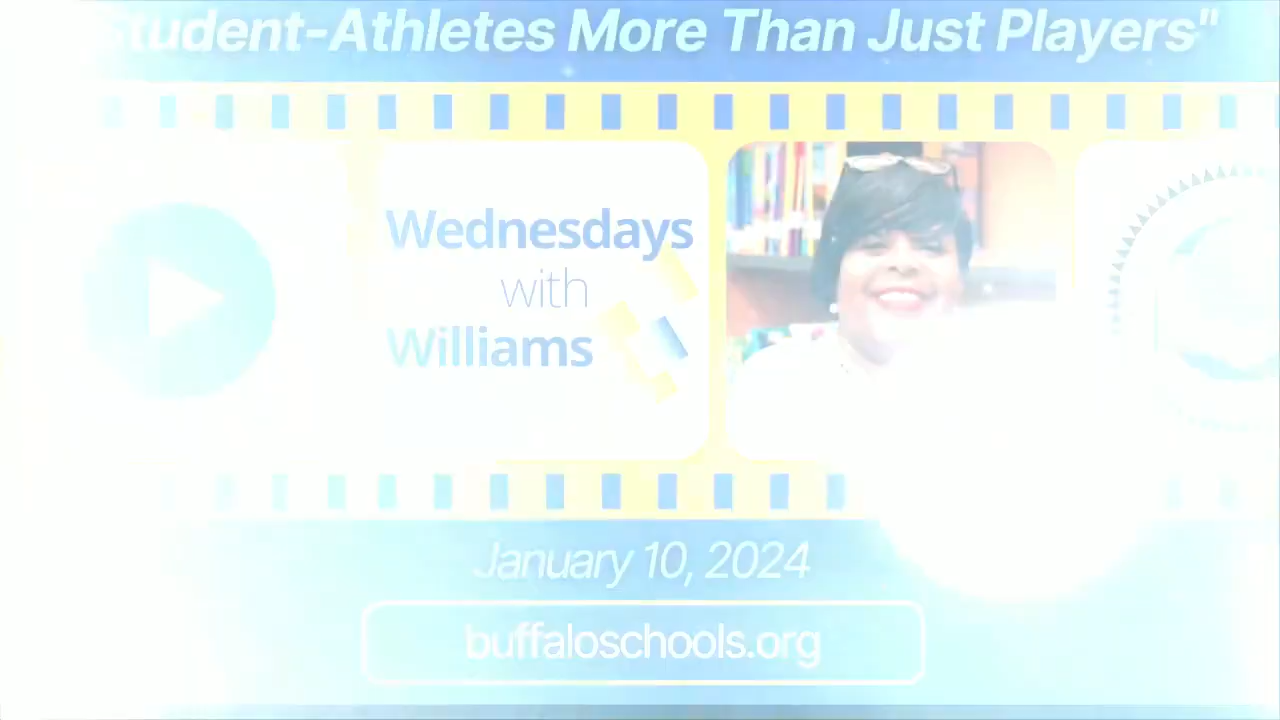 Student-Athletes More Than Just Players"
Wednesdays
with
Williams
January 10, 2024
buffaloschools.org